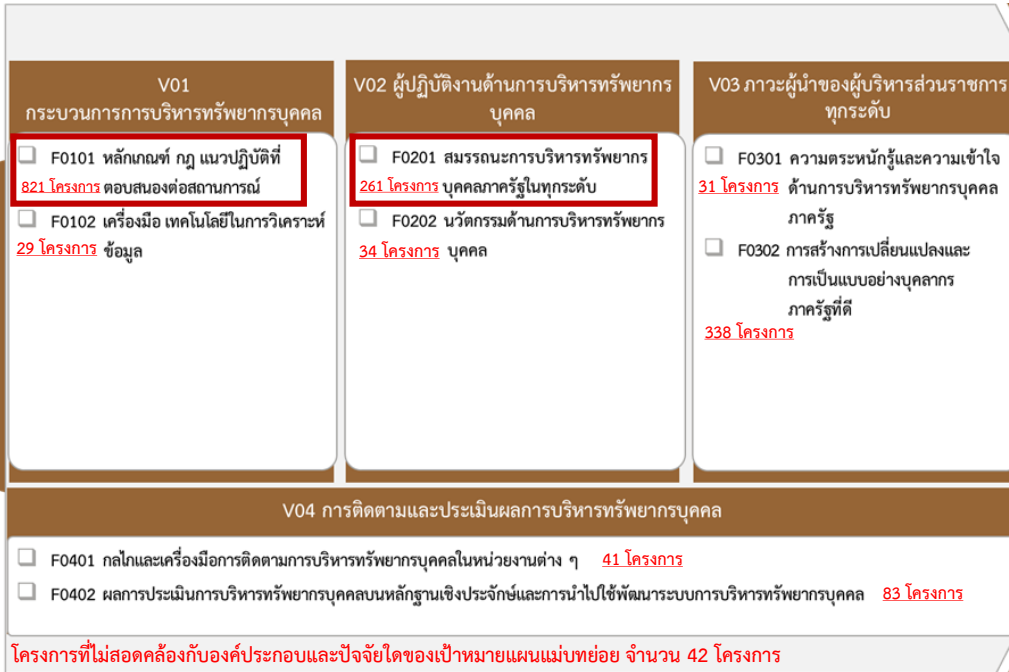 V01
กระบวนการการบริหารทรัพยากรบุคคล
F0101 หลักเกณฑ์ กฎ แนวปฏิบัติที่
821 โครงการ ตอบสนองต่อสถานการณ์
F0102 เครื่องมือ เทคโนโลยีในการวิเคราะห์
29 โครงการ ข้อมูล
V02 ผู้ปฏิบัติงานด้านการบริหารทรัพยากร
บุคคล
F0201 สมรรถนะการบริหารทรัพยากร
261 โครงการ บุคคลภาครัฐในทุกระดับ
F0202 นวัตกรรมด้านการบริหารทรัพยากร
34 โครงการ บุคคล
V03 ภาวะผู้นำของผู้บริหารส่วนราชการ
ทุกระดับ
F0301 ความตระหนักรู้และความเข้าใจ
31 โครงการ ด้านการบริหารทรัพยากรบุคคล
ภาครัฐ
F0302 การสร้างการเปลี่ยนแปลงและ
การเป็นแบบอย่างบุคลากร
ภาครัฐที่ดี
338 โครงการ
V04 การติดตามและประเมินผลการบริหารทรัพยากรบุคคล
F0401 กลไกและเครื่องมือการติดตามการบริหารทรัพยากรบุคคลในหน่วยงานต่าง ๆ 41 โครงการ
F0402 ผลการประเมินการบริหารทรัพยากรบุคคลบนหลักฐานเชิงประจักษ์และการนำไปใช้พัฒนาระบบการบริหารทรัพยากรบุคคล 83 โครงการ
โครงการที่ไม่สอดคล้องกับองค์ประกอบและปัจจัยใดของเป้าหมายแผนแม่บทย่อย จำนวน 42 โครงการ